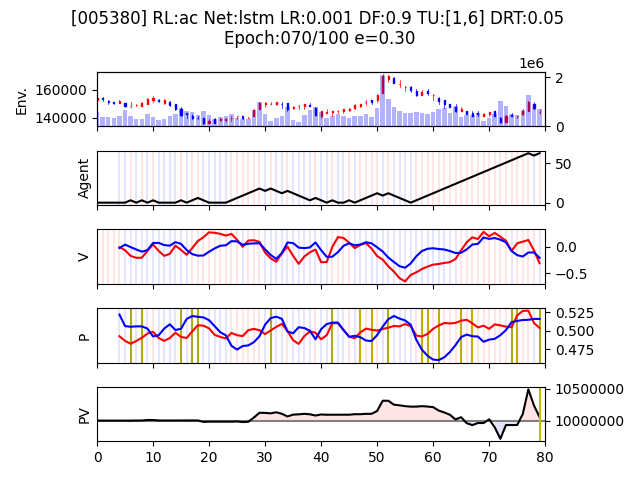 [005380] RL:ac Net:lstm LR:0.001 DF:0.9 TU:[1,6] DRT:0.05
Epoch:070/100 e=0.30
1e6
Env.
160000
140000
2
0
Agent
50
0
V
0.0
−0.5
P
0.525
0.500
0.475
PV
10500000
10000000
0 10 20 30 40 50 60 70 80